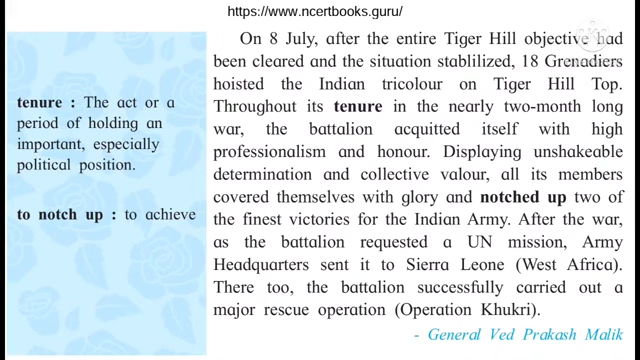 https://www.ncertbooks.guru/
On 8 July, after the entire Tiger Hill objective had
been cleared and the situation stablilized, 18 Grenadiers
hoisted the Indian tricolour on Tiger Hill Top.
Throughout its tenure in the nearly two-month long
war, the battalion acquitted itself with high
professionalism and honour. Displaying unshakeable
determination and collective valour, all its members
covered themselves with glory and notched up two of
the finest victories for the Indian Army. After the war,
as the battalion requested a UN mission, Army
Headquarters sent it to Sierra Leone (West Africa).
There too, the battalion successfully carried out a
major rescue operation (Operation Khukri).
- General Ved Prakash Malik
tenure : The act or a
period of holding an
important, especially
political position.
to notch up : to achieve